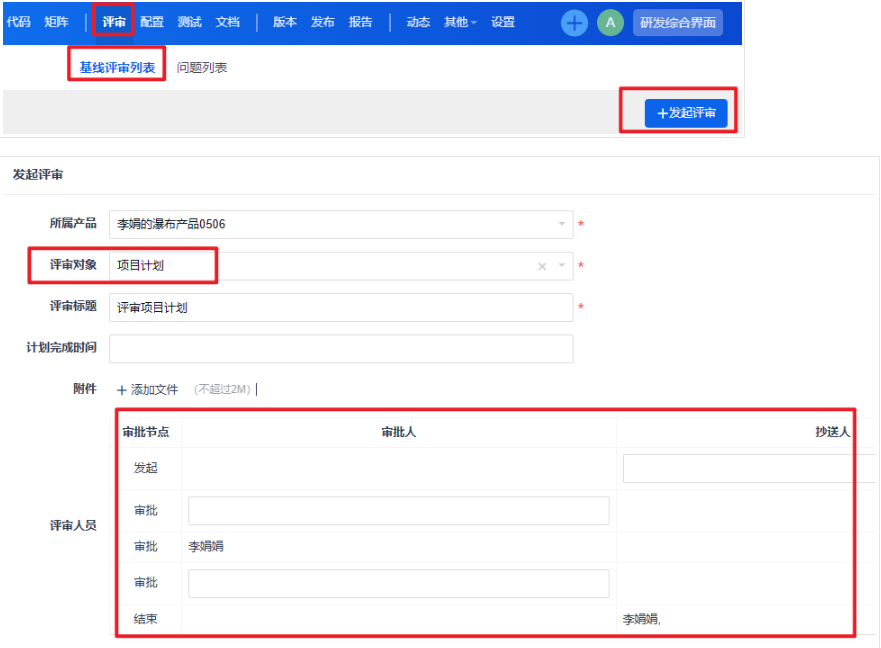 代码 矩阵 | 评审 配置 测试 文档 | 版本 发布 报告 | 动态 其他 设置 + A 研发综合界面
基线评审列表 问题列表
+发起评审
发起评审
所属产品 李娟的瀑布产品0506 *
评审对象 项目计划 × *
评审标题 评审项目计划 *
计划完成时间
附件 + 添加文件 (不超过2M)
审批节点 审批人 抄送人
发起
审批
评审人员
审批 李娟娟
审批
结束 李娟娟,